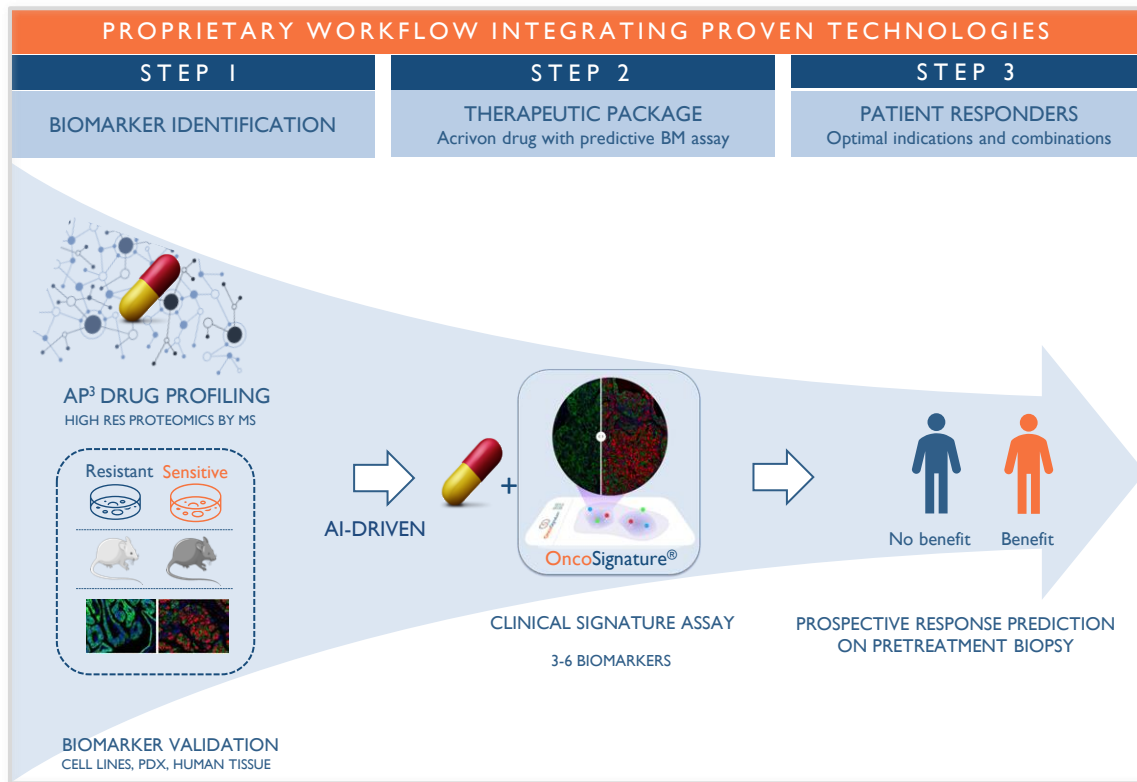 PROPRIETARY WORKFLOW INTEGRATING PROVEN TECHNOLOGIES
STEP 1
BIOMARKER IDENTIFICATION
STEP 2
THERAPEUTIC PACKAGE
Acrivon drug with predictive BM assay
STEP 3
PATIENT RESPONDERS
Optimal indications and combinations
AP³ DRUG PROFILING
HIGH RES PROTEOMICS BY MS
Resistant
Sensitive
BIOMARKER VALIDATION
CELL LINES, PDX, HUMAN TISSUE
AI-DRIVEN
+
OncoSignature
OncoSignature®
CLINICAL SIGNATURE ASSAY
3-6 BIOMARKERS
No benefit
Benefit
PROSPECTIVE RESPONSE PREDICTION
ON PRETREATMENT BIOPSY